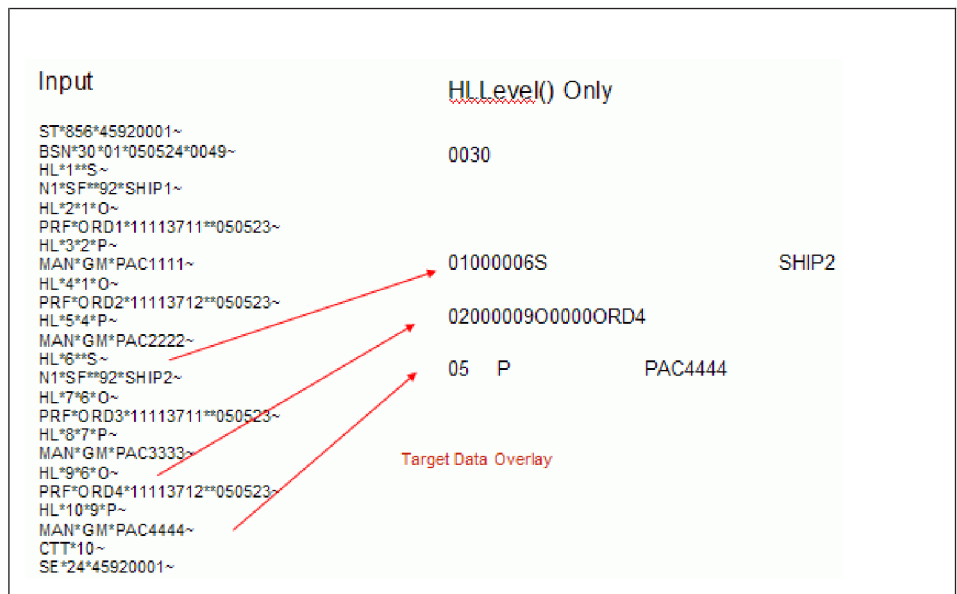 Input
ST*856*45920001~
BSN*30*01*050524*0049~
HL*1**S~
N1*SF**92*SHIP1~
HL*2*1*O~
PRF*ORD1*11113711**050523~
HL*3*2*P~
MAN*GM*PAC1111~
HL*4*1*O~
PRF*ORD2*11113712**050523~
HL*5*4*P~
MAN*GM*PAC2222~
HL*6**S~
N1*SF**92*SHIP2~
HL*7*6*O~
PRF*ORD3*11113711**050523~
HL*8*7*P~
MAN*GM*PAC3333~
HL*9*6*O~
PRF*ORD4*11113712**050523~
HL*10*9*P~
MAN*GM*PAC4444~
CTT*10~
SE*24*45920001~
HLLevel() Only
0030
01000006S SHIP2
02000009O0000ORD4
05 P PAC4444
Target Data Overlay